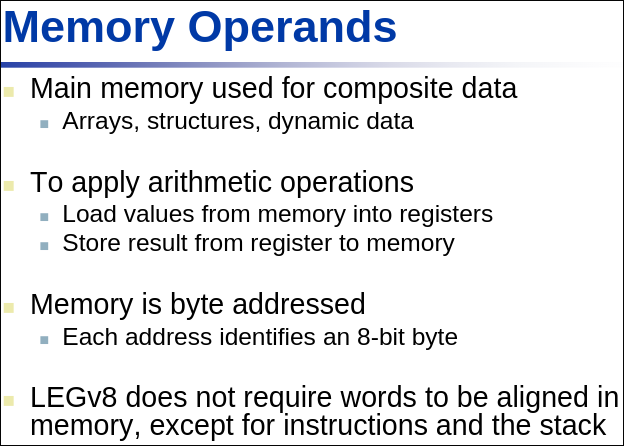 Memory Operands
Main memory used for composite data
Arrays, structures, dynamic data
To apply arithmetic operations
Load values from memory into registers
Store result from register to memory
Memory is byte addressed
Each address identifies an 8-bit byte
LEGv8 does not require words to be aligned in
memory, except for instructions and the stack